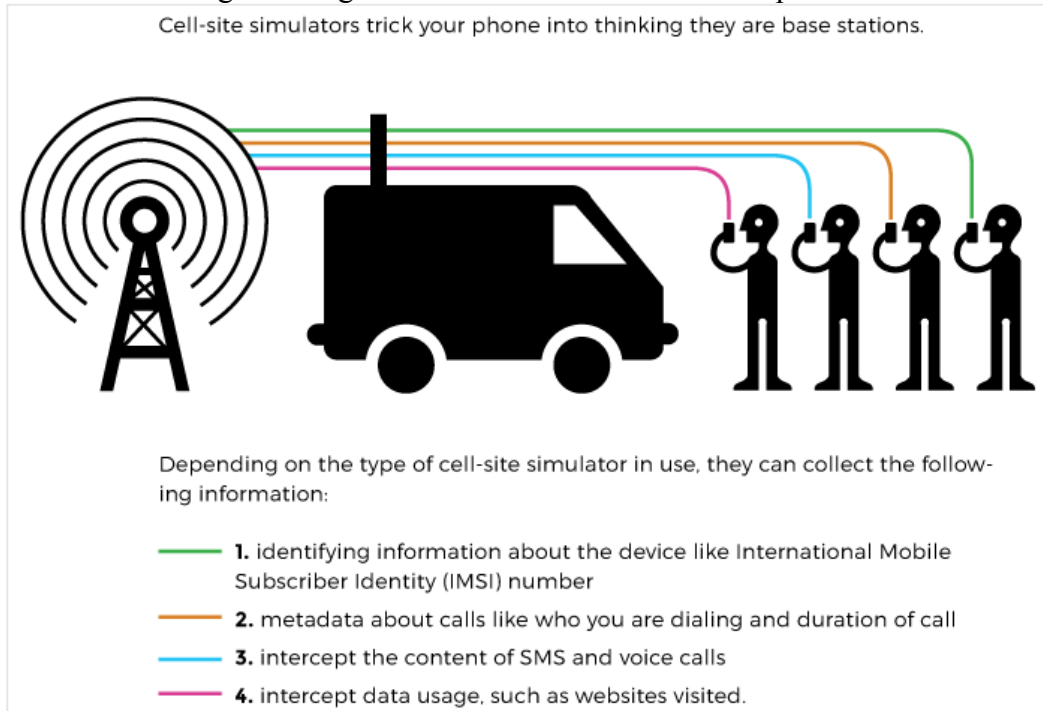 Cell-site simulators trick your phone into thinking they are base stations.
Depending on the type of cell-site simulator in use, they can collect the follow-
ing information:
1. identifying information about the device like International Mobile
Subscriber Identity (IMSI) number
2. metadata about calls like who you are dialing and duration of call
3. intercept the content of SMS and voice calls
4. intercept data usage, such as websites visited.